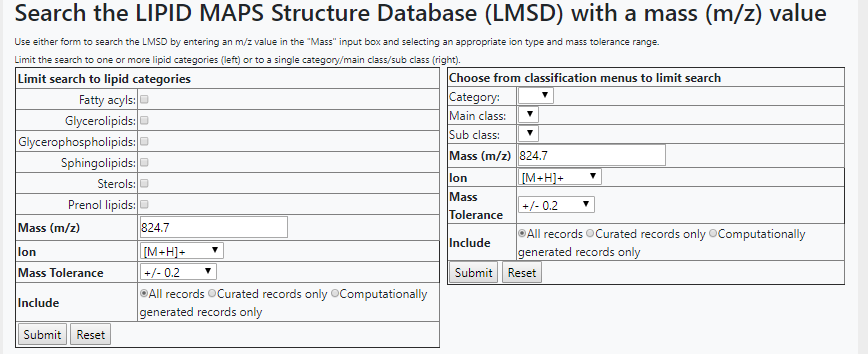 Search the LIPID MAPS Structure Database (LMSD) with a mass (m/z) value
Use either form to search the LMSD by entering an m/z value in the "Mass" input box and selecting an appropriate ion type and mass tolerance range.
Limit the search to one or more lipid categories (left) or to a single category/main class/sub class (right).
Limit search to lipid categories
Fatty acyls:
Glycerolipids:
Glycerophospholipids:
Sphingolipids:
Sterols:
Prenol lipids:
Mass (m/z) 824.7
Ion [M+H]+
Mass Tolerance +/- 0.2
Include All records Curated records only Computationally
generated records only
Submit Reset
Choose from classification menus to limit search
Category:
Main class:
Sub class:
Mass (m/z) 824.7
Ion [M+H]+
Mass
Tolerance +/- 0.2
Include All records Curated records only Computationally
generated records only
Submit Reset